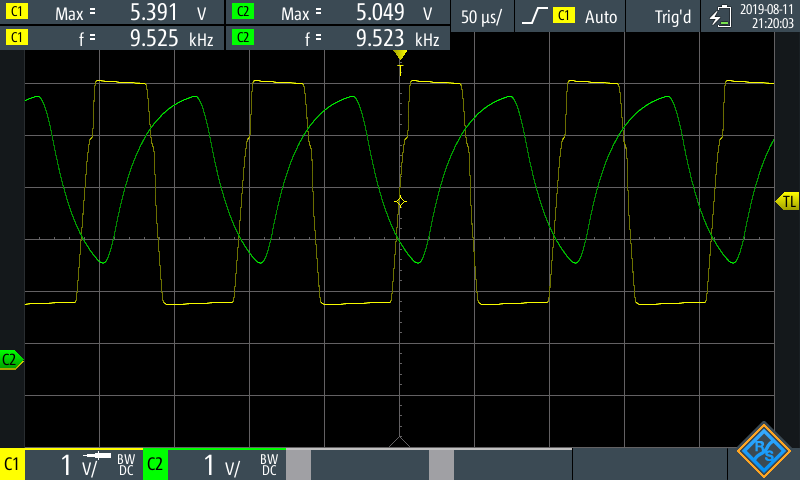 C1 Max = 5.391 V C2 Max = 5.049 V 50 µs/ C1 Auto Trig'd 2019-08-11
C1 f = 9.525 kHz C2 f = 9.523 kHz 21:20:03
T
TL
C2
C1 1 V/ BW DC C2 1 V/ BW DC
R S